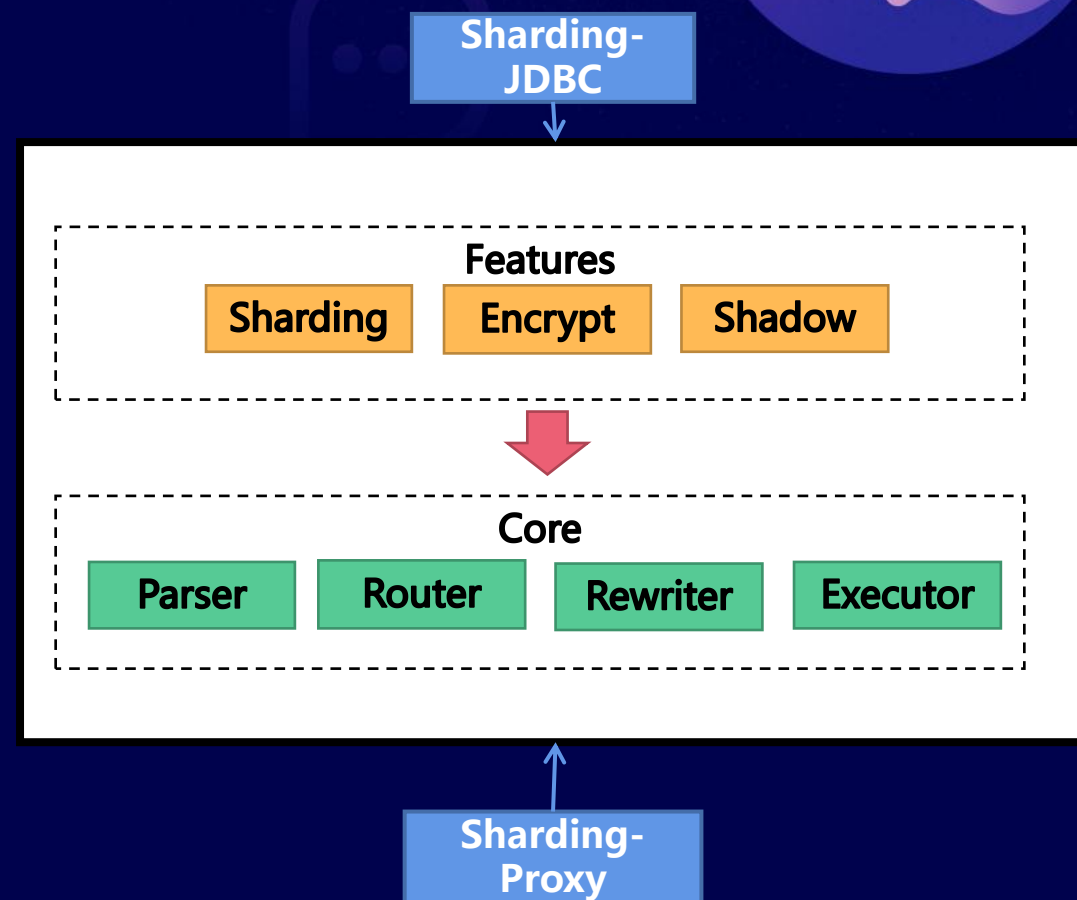 Sharding-
JDBC
Features
Sharding
Encrypt
Shadow
Core
Parser
Router
Rewriter
Executor
Sharding-
Proxy